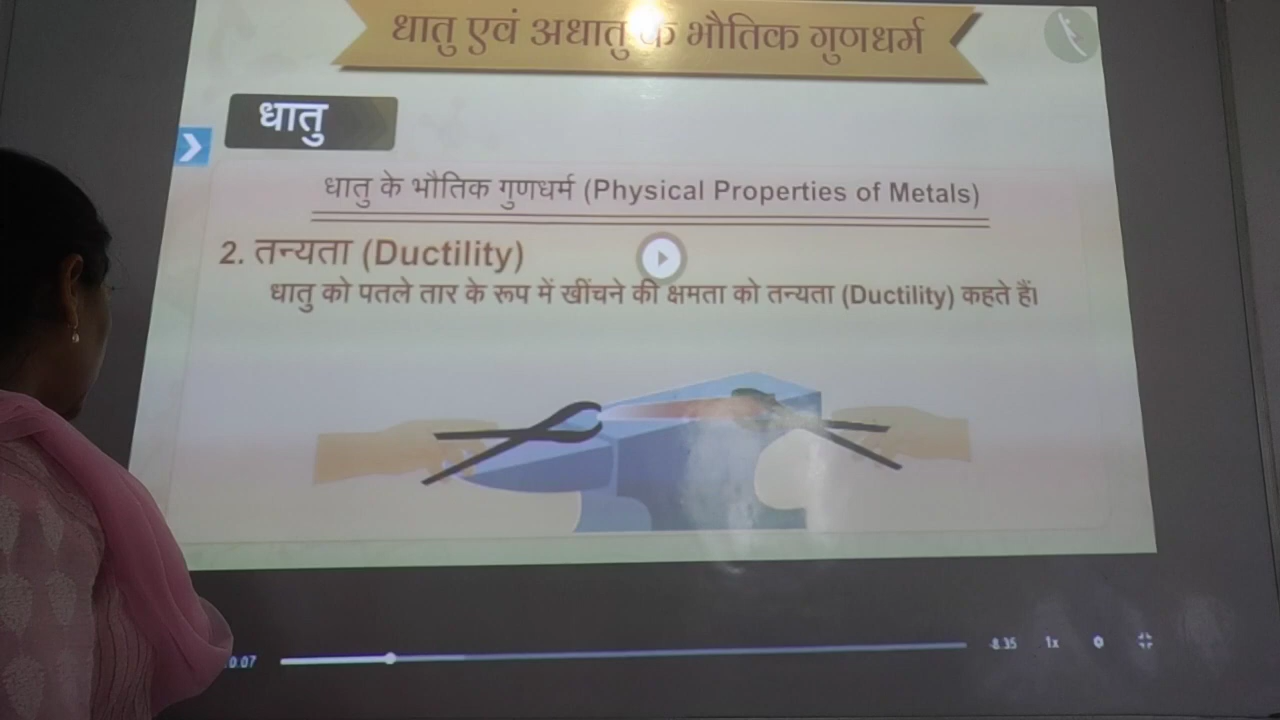 धातु एवं अधातु के भौतिक गुणधर्म
धातु
धातु के भौतिक गुणधर्म (Physical Properties of Metals)
2. तन्यता (Ductility)
धातु को पतले तार के रूप में खींचने की क्षमता को तन्यता (Ductility) कहते हैं।
0:07
-8:35
1x